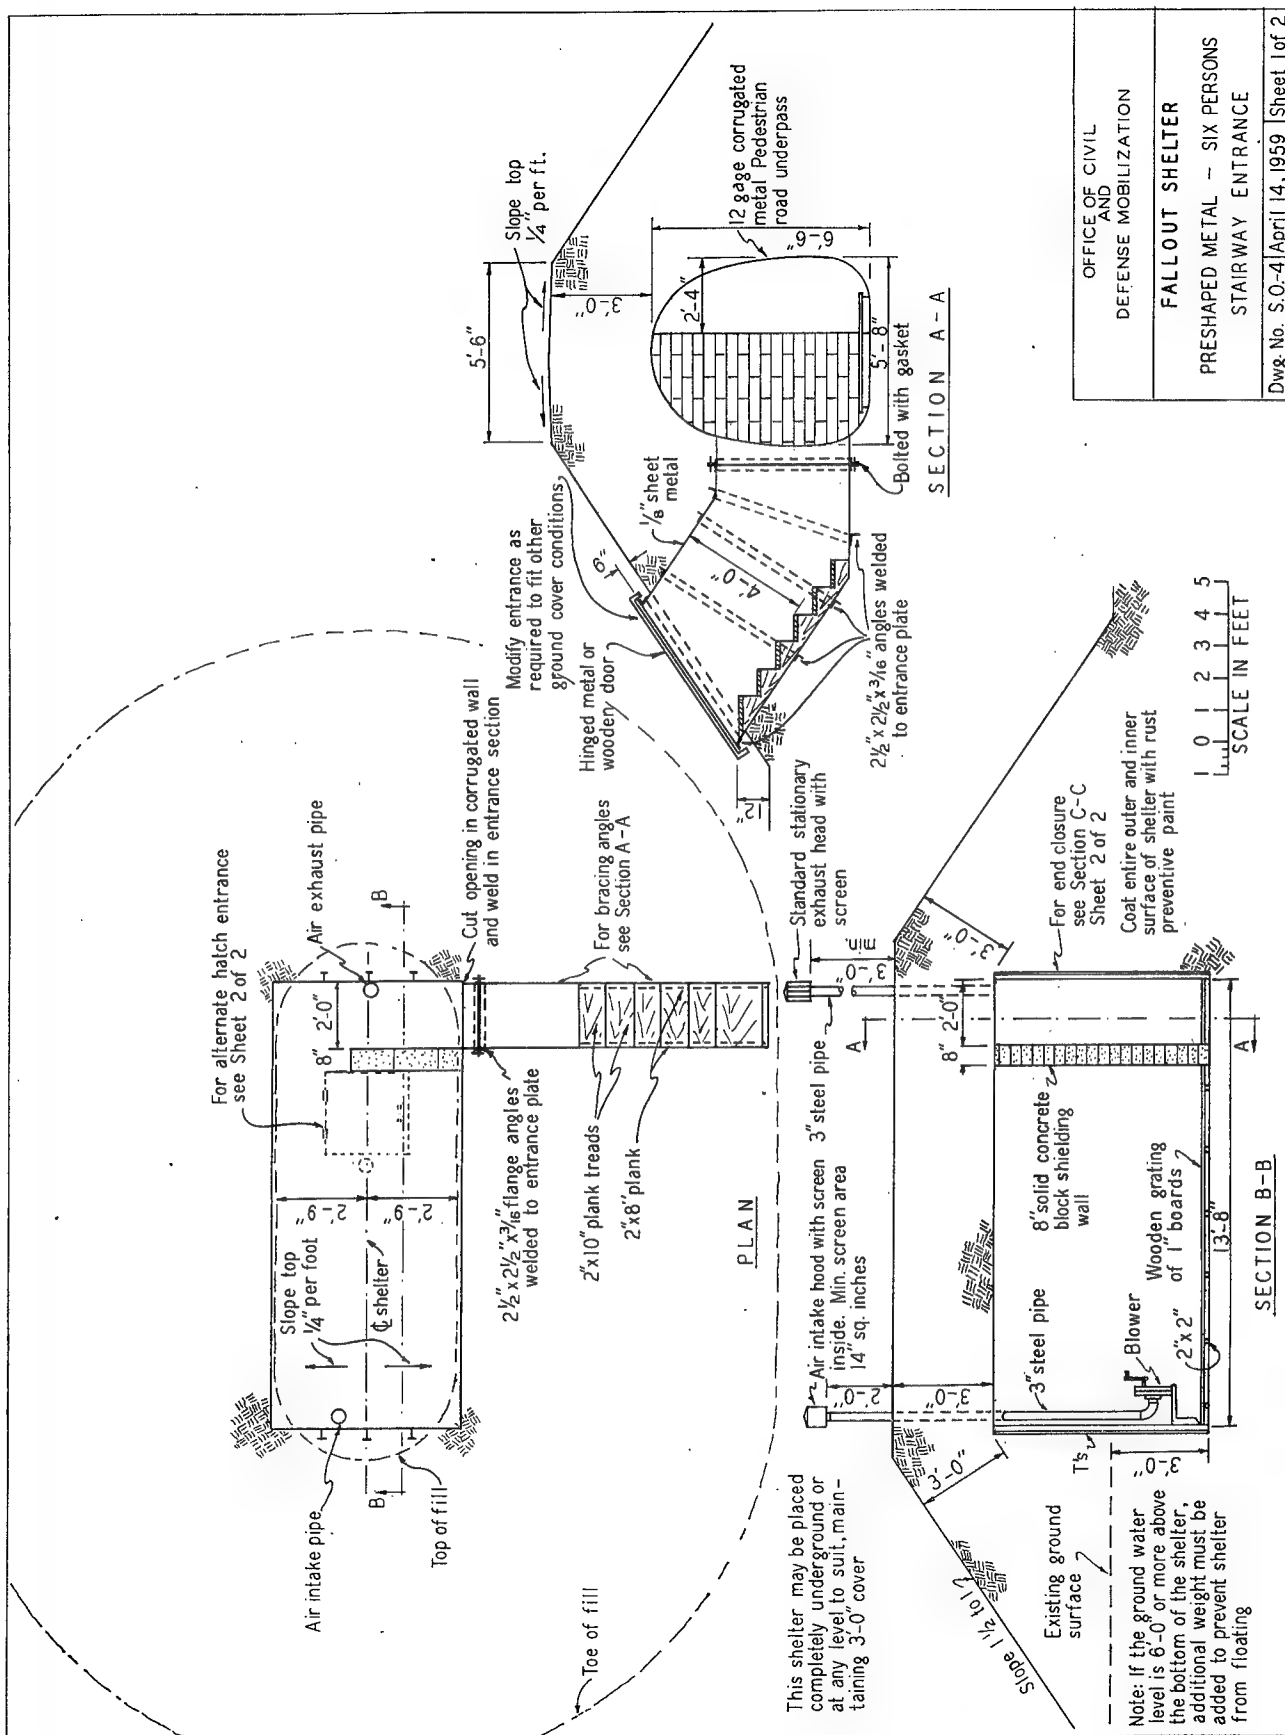 For alternate hatch entrance
see Sheet 2 of 2
Air exhaust pipe
B
B
Cut opening in corrugated wall
and weld in entrance section
For bracing angles
see Section A-A
8"
2'-0"
Slope top
1/4" per foot
2'-9"
2'-9"
℄ shelter
Air intake pipe
Top of fill
Toe of fill
2½" x 2½" x 3/16" flange angles
welded to entrance plate
2"x10" plank treads
2"x8" plank
PLAN
5'-6"
Slope top
1/4" per ft.
3'-0"
12 gage corrugated
metal Pedestrian
road underpass
6'-6"
2'-4"
5'-8"
Bolted with gasket
1/8" sheet
metal
Modify entrance as
required to fit other
ground cover conditions
Hinged metal or
wooden door
1'-9"
4'-0"
12"
2½" x 2½" x 3/16" angles welded
to entrance plate
SECTION A-A
This shelter may be placed
completely underground or
at any level to suit, main-
taining 3'-0" cover
Air intake hood with screen
inside. Min. screen area
14" sq. inches
3" steel pipe
Standard stationary
exhaust head with
screen
3'-0"
min.
2'-0"
3'-0"
3'-0"
3'-0"
Slope 1½ to 1
Existing ground
surface
A
A
8"
2'-0"
8" solid concrete
block shielding
wall
3" steel pipe
Blower
Wooden grating
of 1" boards
2"x2"
13'-8"
T's
3'-0"
For end closure
see Section C-C
Sheet 2 of 2
Coat entire outer and inner
surface of shelter with rust
preventive paint
Note: If the ground water
level is 6'-0" or more above
the bottom of the shelter,
additional weight must be
added to prevent shelter
from floating
SECTION B-B
1 0 1 2 3 4 5
SCALE IN FEET
OFFICE OF CIVIL
AND
DEFENSE MOBILIZATION
FALLOUT SHELTER
PRESHAPED METAL - SIX PERSONS
STAIRWAY ENTRANCE
Dwg. No. S.O.-4 April 14, 1959 Sheet 1 of 2